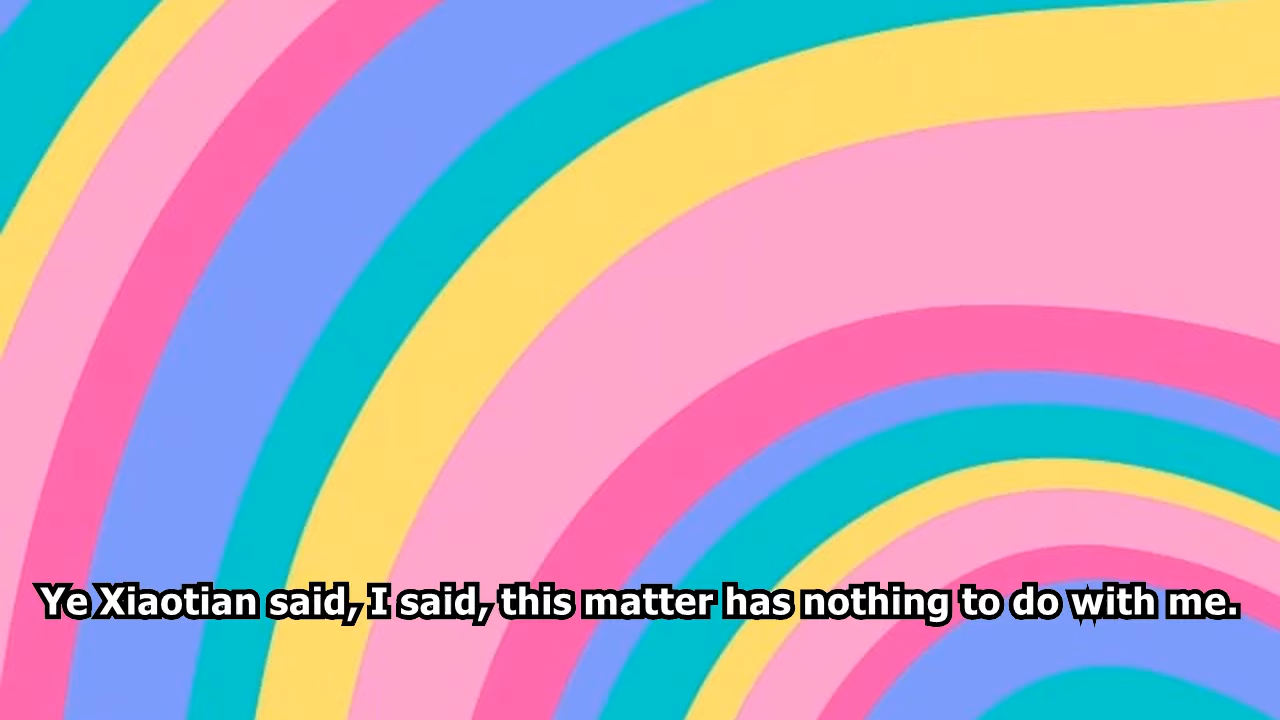 Ye Xiaotian said, I said, this matter has nothing to do with me.